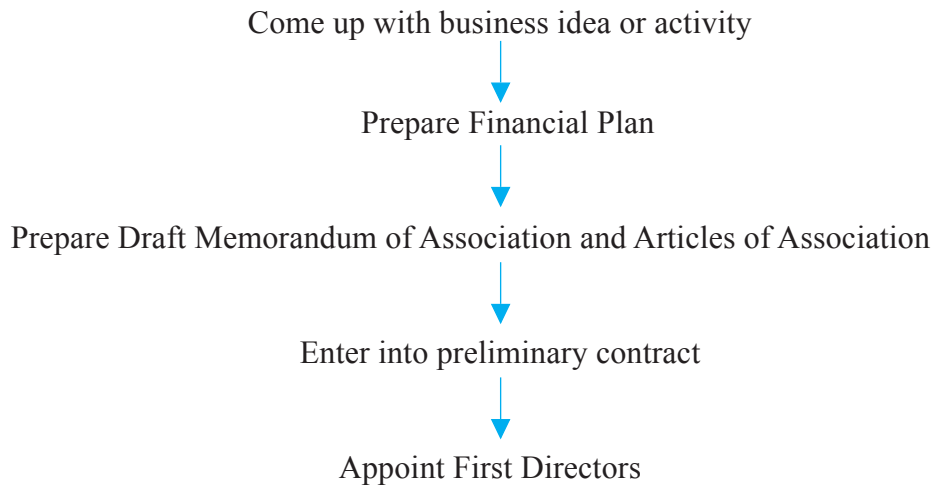 Come up with business idea or activity
Prepare Financial Plan
Prepare Draft Memorandum of Association and Articles of Association
Enter into preliminary contract
Appoint First Directors